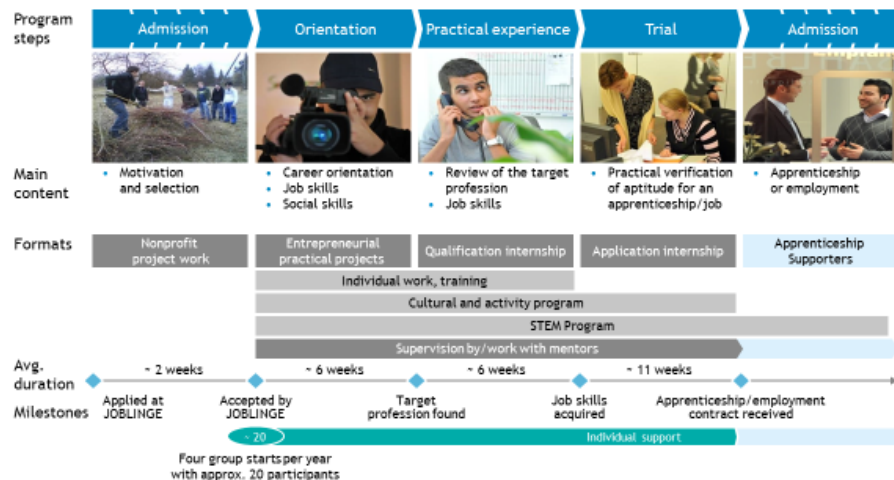 Program
steps
Admission
Orientation
Practical experience
Trial
Admission
Main
content
• Motivation
and selection
• Career orientation
• Job skills
• Social skills
• Review of the target
profession
• Job skills
• Practical verification
of aptitude for an
apprenticeship/job
• Apprenticeship
or employment
Formats
Nonprofit
project work
Entrepreneurial
practical projects
Qualification internship
Application internship
Apprenticeship
Supporters
Individual work, training
Cultural and activity program
STEM Program
Supervision by/work with mentors
Avg.
duration
~ 2 weeks
~ 6 weeks
~ 6 weeks
~ 11 weeks
Milestones
Applied at
JOBLINGE
Accepted by
JOBLINGE
Target
profession found
Job skills
acquired
Apprenticeship/employment
contract received
~ 20
Individual support
Four group starts per year
with approx. 20 participants